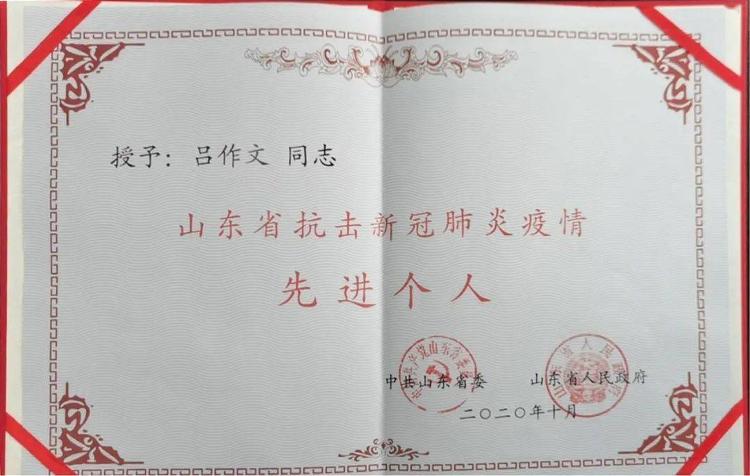 授予：吕作文 同志
山东省抗击新冠肺炎疫情
先进个人
中共山东省委 山东省人民政府
二〇二〇年十月